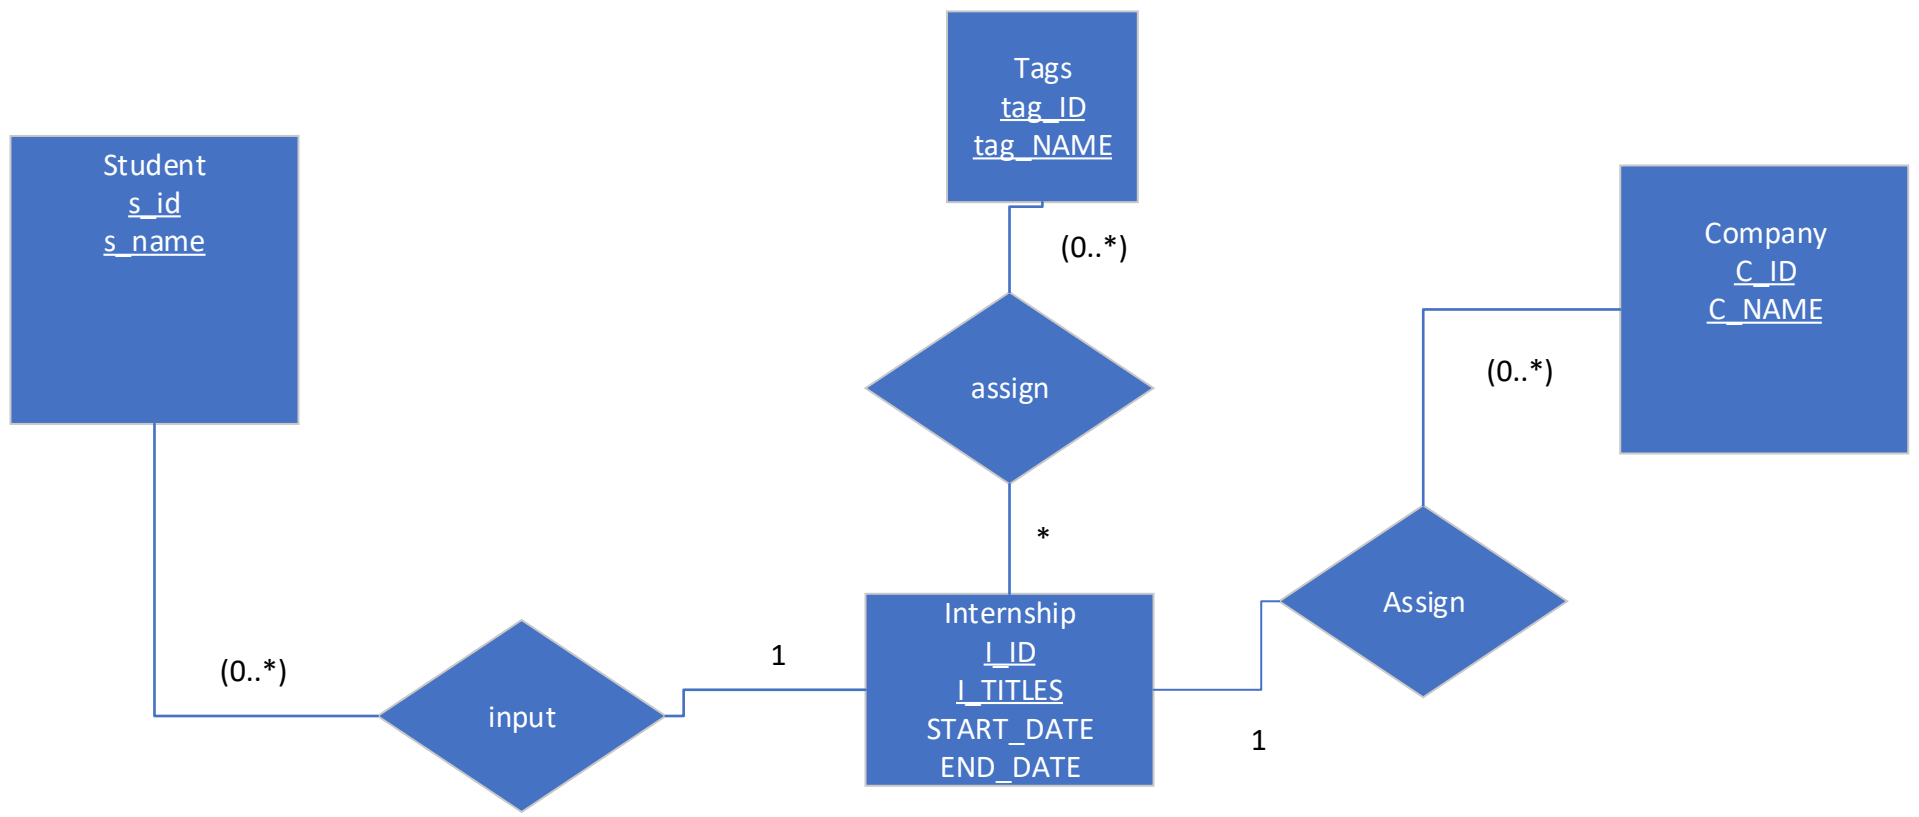 Tags
tag_ID
tag_NAME
Student
s_id
s_name
Company
C_ID
C_NAME
(0..*)
(0..*)
assign
*
Assign
Internship
I_ID
I_TITLES
START_DATE
END_DATE
(0..*)
input
1
1